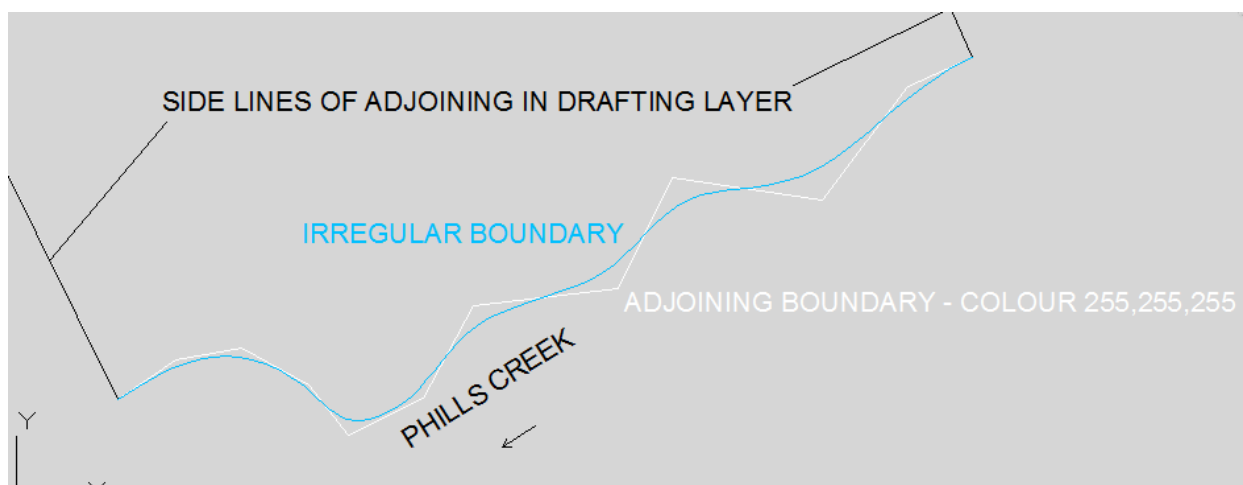 SIDE LINES OF ADJOINING IN DRAFTING LAYER
IRREGULAR BOUNDARY
ADJOINING BOUNDARY - COLOUR 255,255,255
PHILLS CREEK
Y